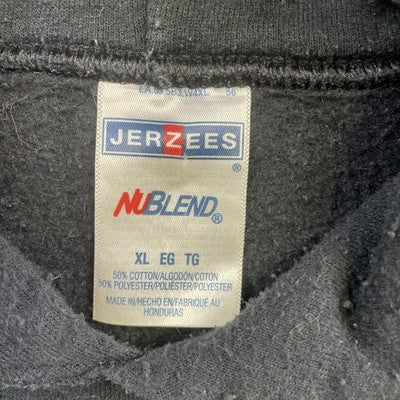 56
JERZEES
®
NUBLEND®
XL EG TG
50% COTTON/ALGODÓN/COTON
50% POLYESTER/POLIÉSTER/POLYESTER
MADE IN/HECHO EN/FABRIQUÉ AU
HONDURAS